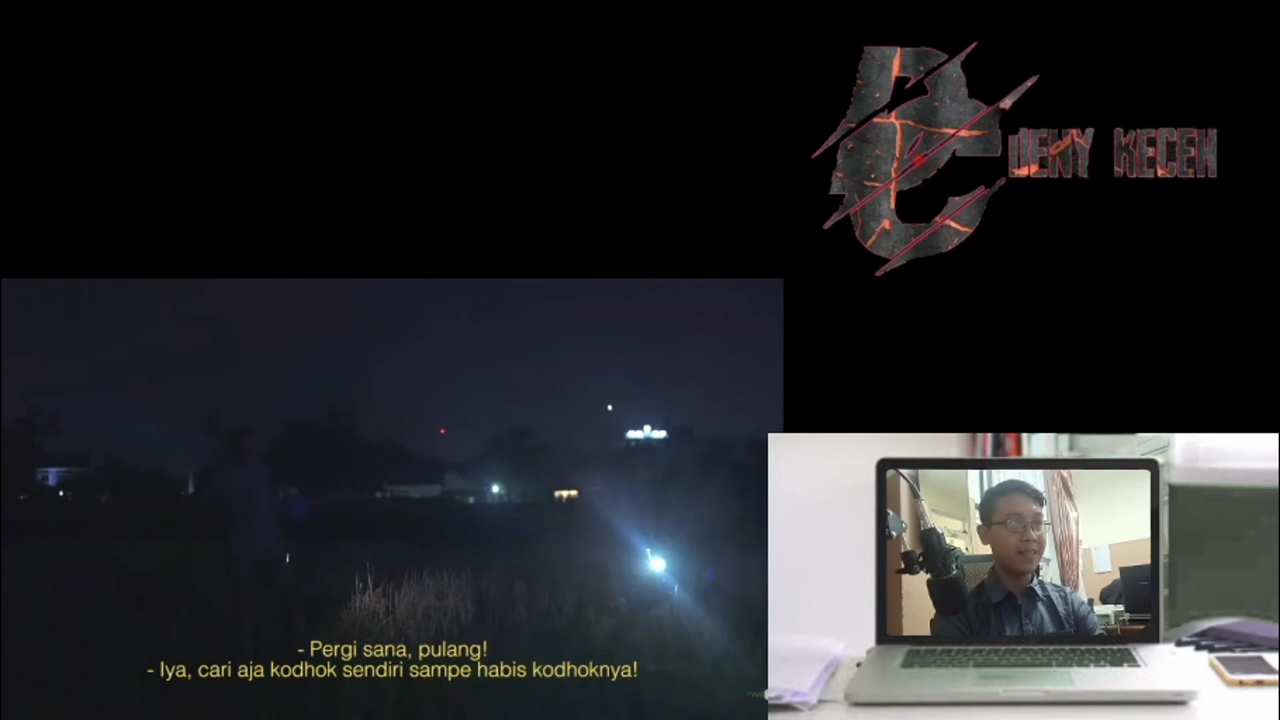 DENY KECEH
- Pergi sana, pulang!
- Iya, cari aja kodhok sendiri sampe habis kodhoknya!